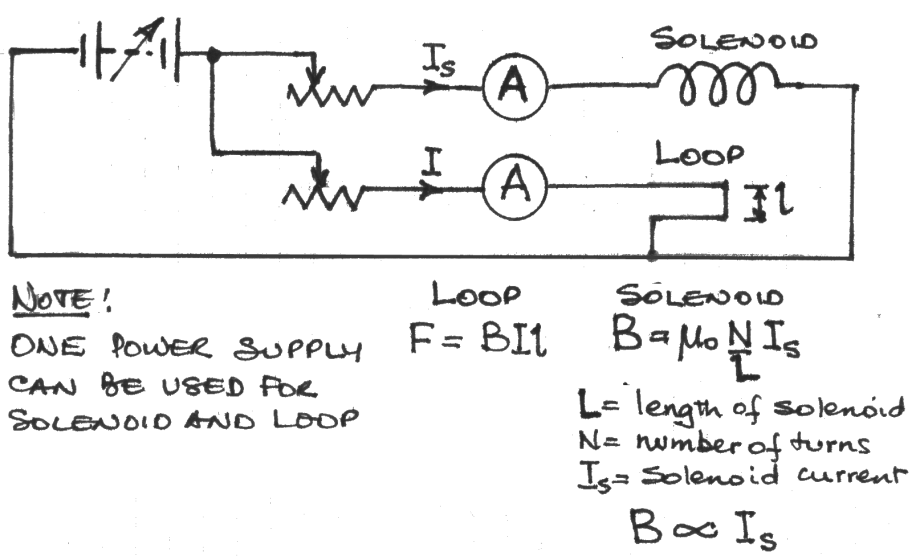 SOLENOID
Is
A
LOOP
I
A
l
NOTE!
ONE POWER SUPPLY
CAN BE USED FOR
SOLENOID AND LOOP
LOOP
F = BIl
SOLENOID
B = μ₀ N/L Is
L = length of solenoid
N = number of turns
Is = Solenoid current
B ∝ Is